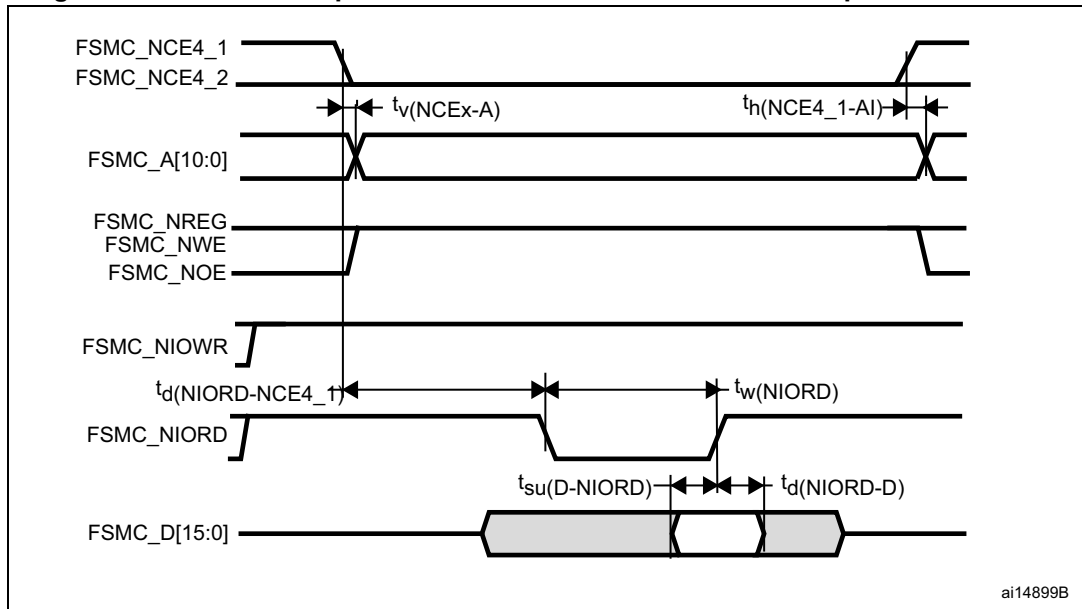 FSMC_NCE4_1
FSMC_NCE4_2
tv(NCEx-A)
th(NCE4_1-AI)
FSMC_A[10:0]
FSMC_NREG
FSMC_NWE
FSMC_NOE
FSMC_NIOWR
td(NIORD-NCE4_1)
tw(NIORD)
FSMC_NIORD
tsu(D-NIORD)
td(NIORD-D)
FSMC_D[15:0]
ai14899B